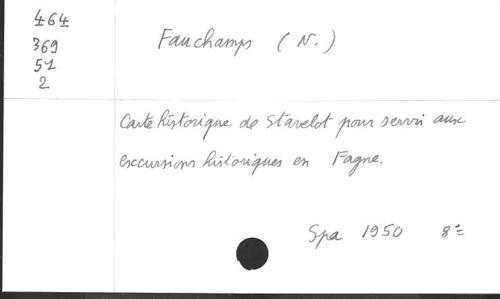 464
369
51
2
Fauchamps (N.)
Carte historique de Stavelot pour servir aux
excursions historiques en Fagne.
Spa 1950 8°